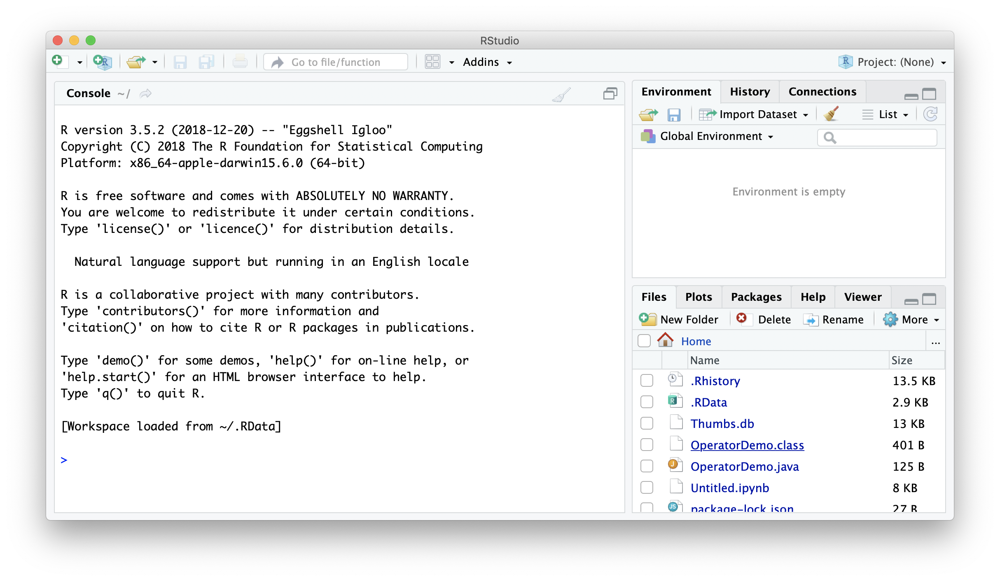 RStudio
Go to file/function
Addins
Project: (None)
Console ~/
R version 3.5.2 (2018-12-20) -- "Eggshell Igloo"
Copyright (C) 2018 The R Foundation for Statistical Computing
Platform: x86_64-apple-darwin15.6.0 (64-bit)
R is free software and comes with ABSOLUTELY NO WARRANTY.
You are welcome to redistribute it under certain conditions.
Type 'license()' or 'licence()' for distribution details.
Natural language support but running in an English locale
R is a collaborative project with many contributors.
Type 'contributors()' for more information and
'citation()' on how to cite R or R packages in publications.
Type 'demo()' for some demos, 'help()' for on-line help, or
'help.start()' for an HTML browser interface to help.
Type 'q()' to quit R.
[Workspace loaded from ~/.RData]
>
Environment History Connections
Import Dataset List
Global Environment
Environment is empty
Files Plots Packages Help Viewer
New Folder Delete Rename More
Home ...
Name Size
.Rhistory 13.5 KB
.RData 2.9 KB
Thumbs.db 13 KB
OperatorDemo.class 401 B
OperatorDemo.java 125 B
Untitled.ipynb 8 KB
package-lock.json 27 B